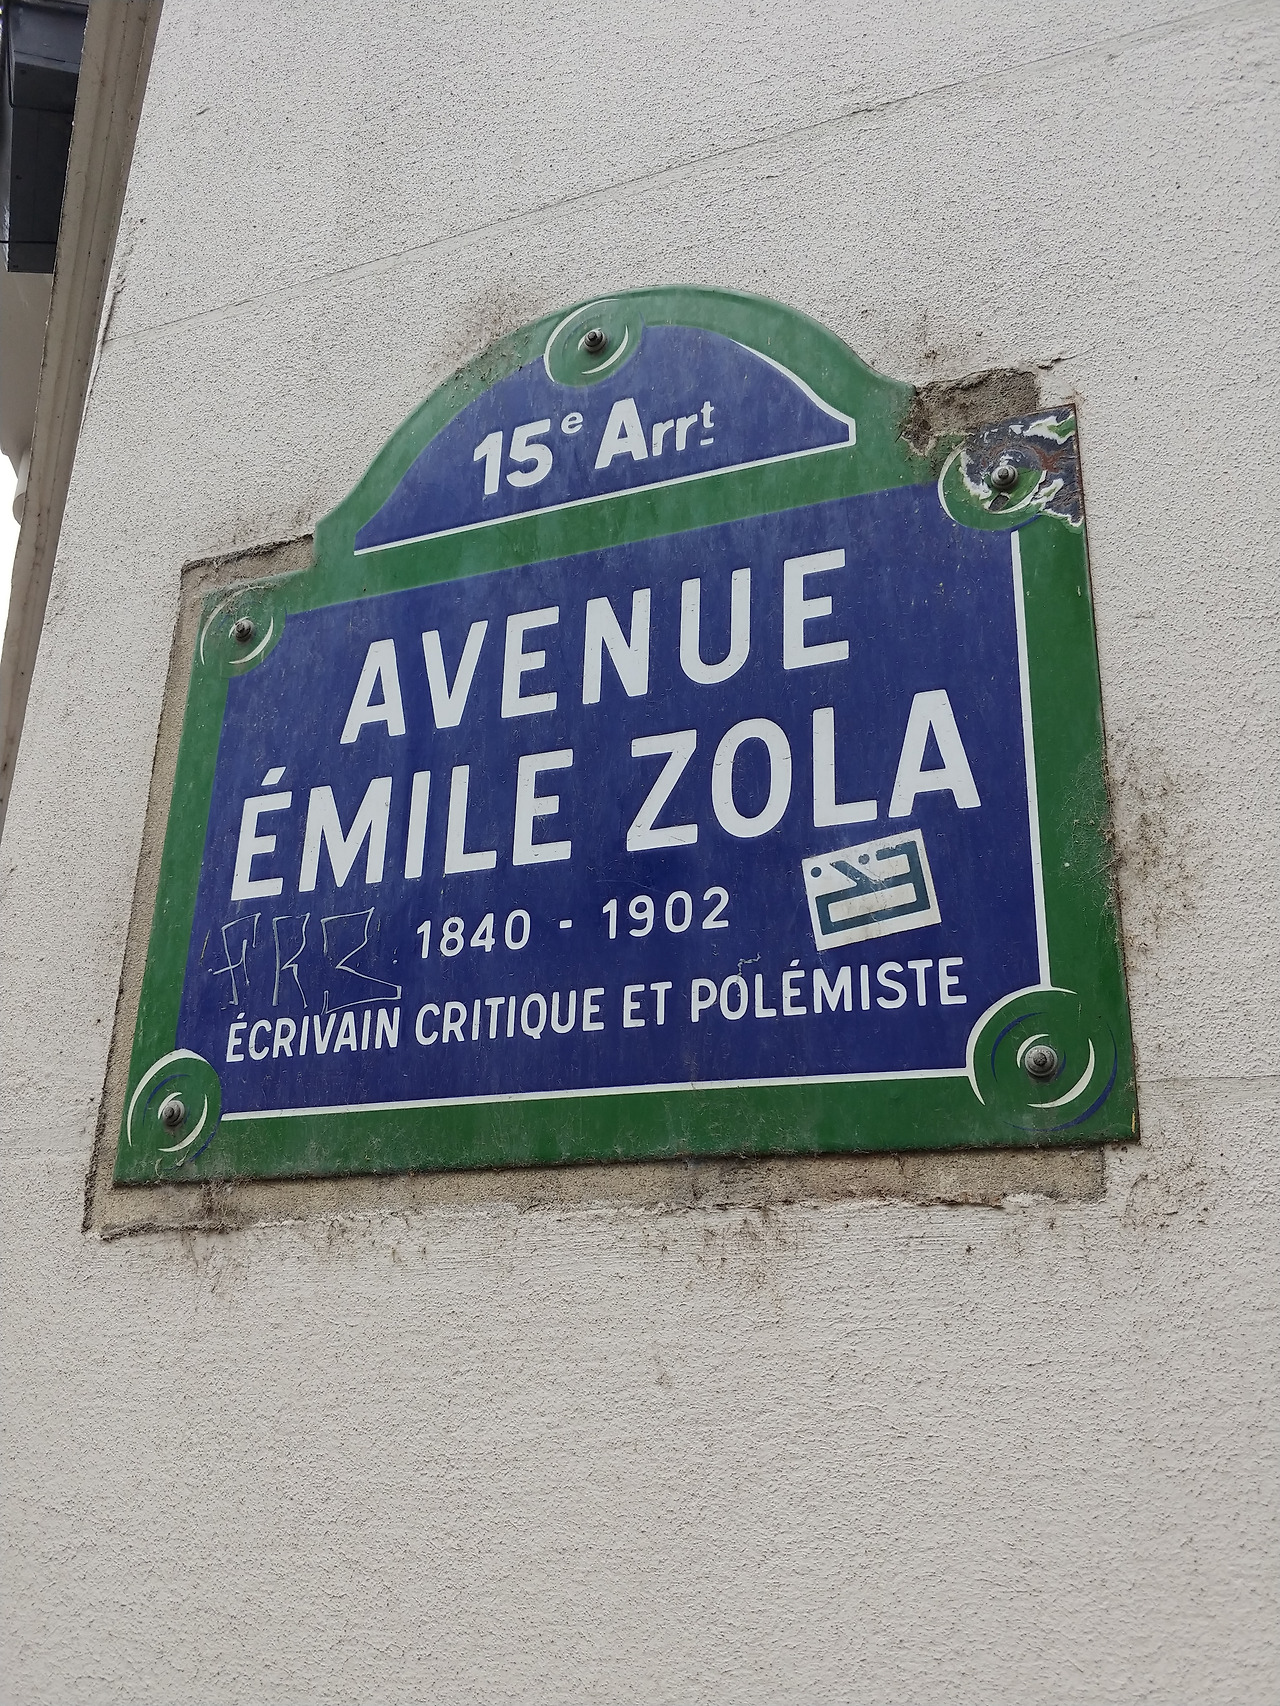 15e Arrt
AVENUE
ÉMILE ZOLA
1840 - 1902
ÉCRIVAIN CRITIQUE ET POLÉMISTE